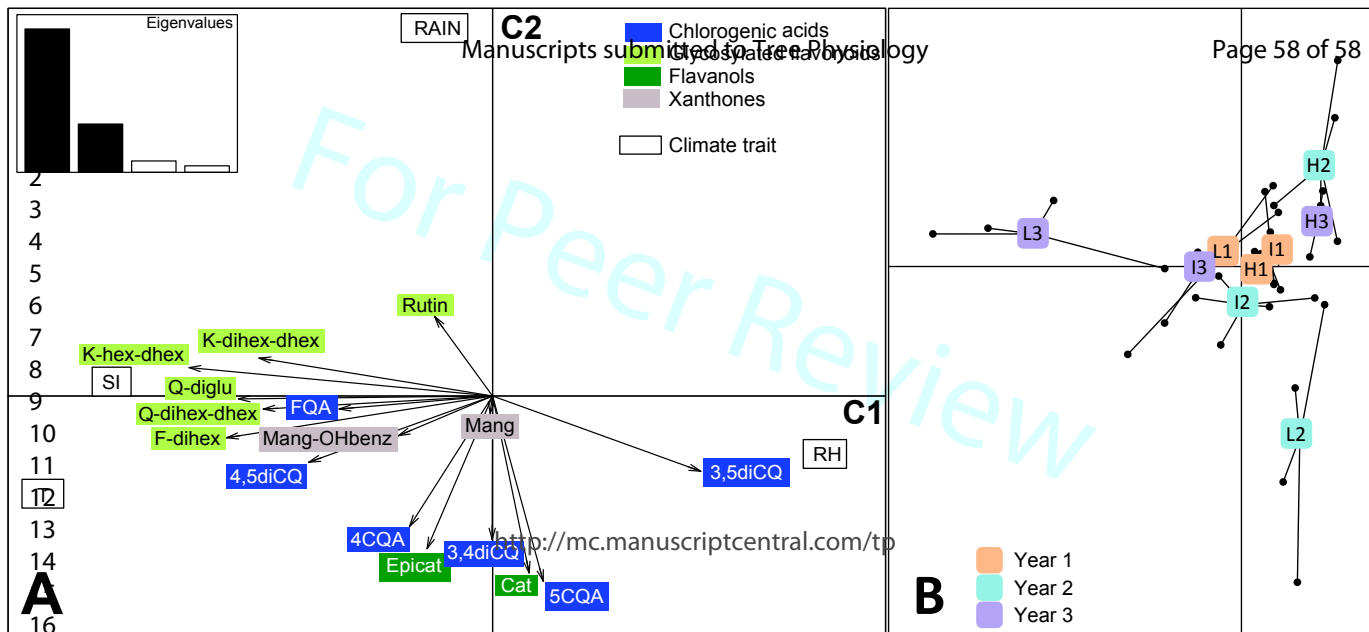 Manuscripts submitted to Tree Physiology
Page 58 of 58
Eigenvalues
RAIN
C2
Chlorogenic acids
Glycosylated flavonoids
Flavanols
Xanthones
Climate trait
For Peer Review
2
3
4
5
6
7
8
9
10
11
12
13
14
16
Rutin
K-dihex-dhex
K-hex-dhex
SI
Q-diglu
Q-dihex-dhex
FQA
F-dihex
Mang-OHbenz
Mang
C1
RH
4,5diCQ
3,5diCQ
4CQA
Epicat
3,4diCQ
Cat
5CQA
A
http://mc.manuscriptcentral.com/tp
H2
H3
L3
L1
I1
I3
H1
I2
L2
B
Year 1
Year 2
Year 3